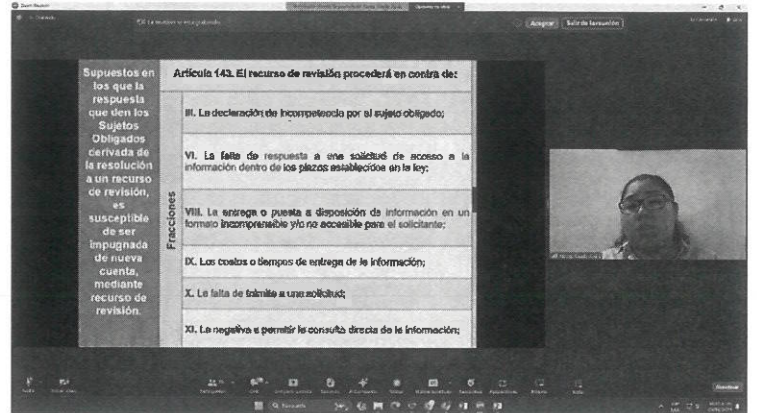 Zoom Reunión
Aceptar
Salir de la reunión
Supuestos en
los que la
respuesta
que den los
Sujetos
Obligados
derivada de
la resolución
a un recurso
de revisión,
es
susceptible
de ser
impugnada
de nueva
cuenta,
mediante
recurso de
revisión.
Artículo 143. El recurso de revisión procederá en contra de:
Fracciones
III. La declaración de incompetencia por el sujeto obligado;
VI. La falta de respuesta a una solicitud de acceso a la
información dentro de los plazos establecidos en la ley;
VIII. La entrega o puesta a disposición de información en un
formato incomprensible y/o no accesible para el solicitante;
IX. Los costos o tiempos de entrega de la información;
X. La falta de trámite a una solicitud;
XI. La negativa a permitir la consulta directa de la información;